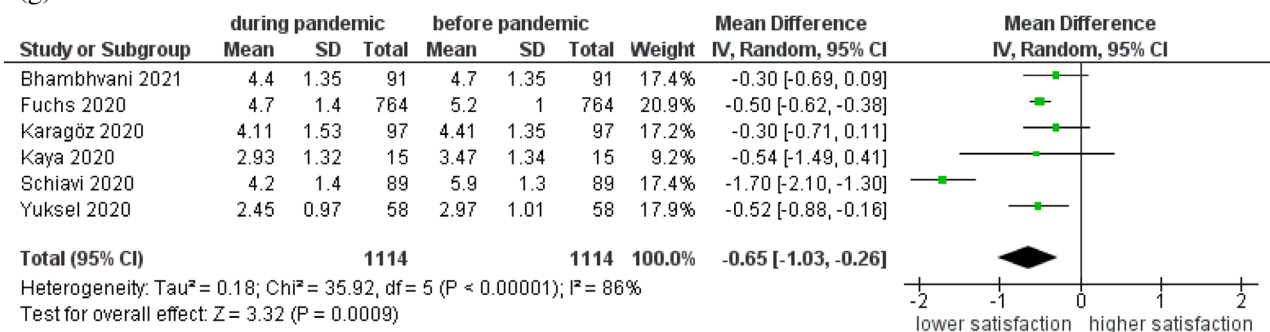 during pandemic before pandemic Mean Difference Mean Difference
Study or Subgroup Mean SD Total Mean SD Total Weight IV, Random, 95% CI IV, Random, 95% CI
Bhambhvani 2021 4.4 1.35 91 4.7 1.35 91 17.4% -0.30 [-0.69, 0.09]
Fuchs 2020 4.7 1.4 764 5.2 1 764 20.9% -0.50 [-0.62, -0.38]
Karagöz 2020 4.11 1.53 97 4.41 1.35 97 17.2% -0.30 [-0.71, 0.11]
Kaya 2020 2.93 1.32 15 3.47 1.34 15 9.2% -0.54 [-1.49, 0.41]
Schiavi 2020 4.2 1.4 89 5.9 1.3 89 17.4% -1.70 [-2.10, -1.30]
Yuksel 2020 2.45 0.97 58 2.97 1.01 58 17.9% -0.52 [-0.88, -0.16]
Total (95% CI) 1114 1114 100.0% -0.65 [-1.03, -0.26]
Heterogeneity: Tau² = 0.18; Chi² = 35.92, df = 5 (P < 0.00001); I² = 86%
Test for overall effect: Z = 3.32 (P = 0.0009)
-2 -1 0 1 2
lower satisfaction higher satisfaction